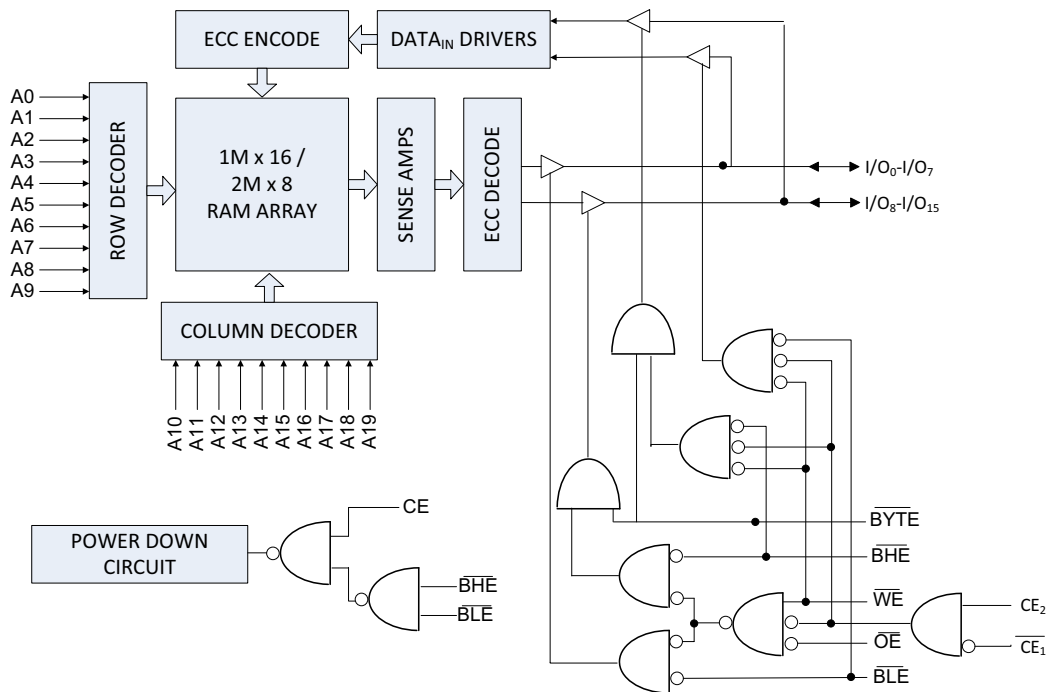 ECC ENCODE
DATAIN DRIVERS
A0
A1
A2
A3
A4
A5
A6
A7
A8
A9
ROW DECODER
1M x 16 /
2M x 8
RAM ARRAY
SENSE AMPS
ECC DECODE
I/O0-I/O7
I/O8-I/O15
COLUMN DECODER
A10
A11
A12
A13
A14
A15
A16
A17
A18
A19
POWER DOWN
CIRCUIT
CE
BHE
BLE
BYTE
BHE
WE
OE
BLE
CE2
CE1